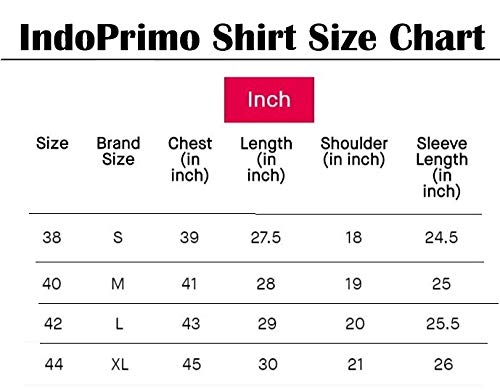 IndoPrimo Shirt Size Chart
Inch
Size Brand Size Chest (in inch) Length (in inch) Shoulder (in inch) Sleeve Length (in inch)
38 S 39 27.5 18 24.5
40 M 41 28 19 25
42 L 43 29 20 25.5
44 XL 45 30 21 26